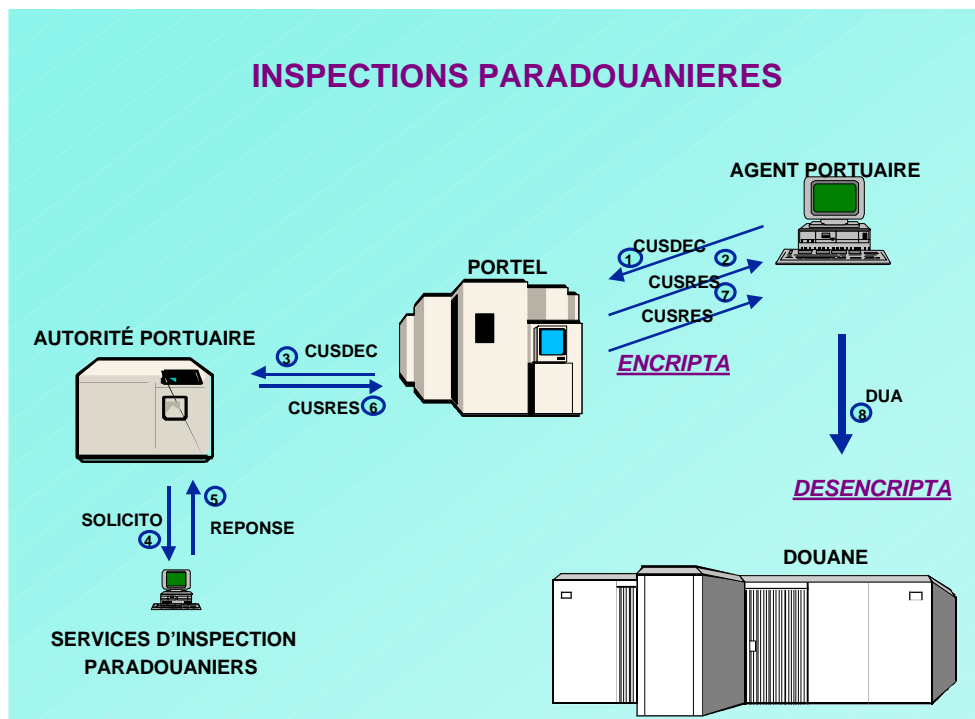 INSPECTIONS PARADOUANIERES
AGENT PORTUAIRE
1 CUSDEC 2
PORTEL
CUSRES 7
CUSRES
AUTORITÉ PORTUAIRE
3 CUSDEC
ENCRIPTA
CUSRES 6
DUA
8
DESENCRIPTA
5
SOLICITO
4
REPONSE
DOUANE
SERVICES D'INSPECTION
PARADOUANIERS